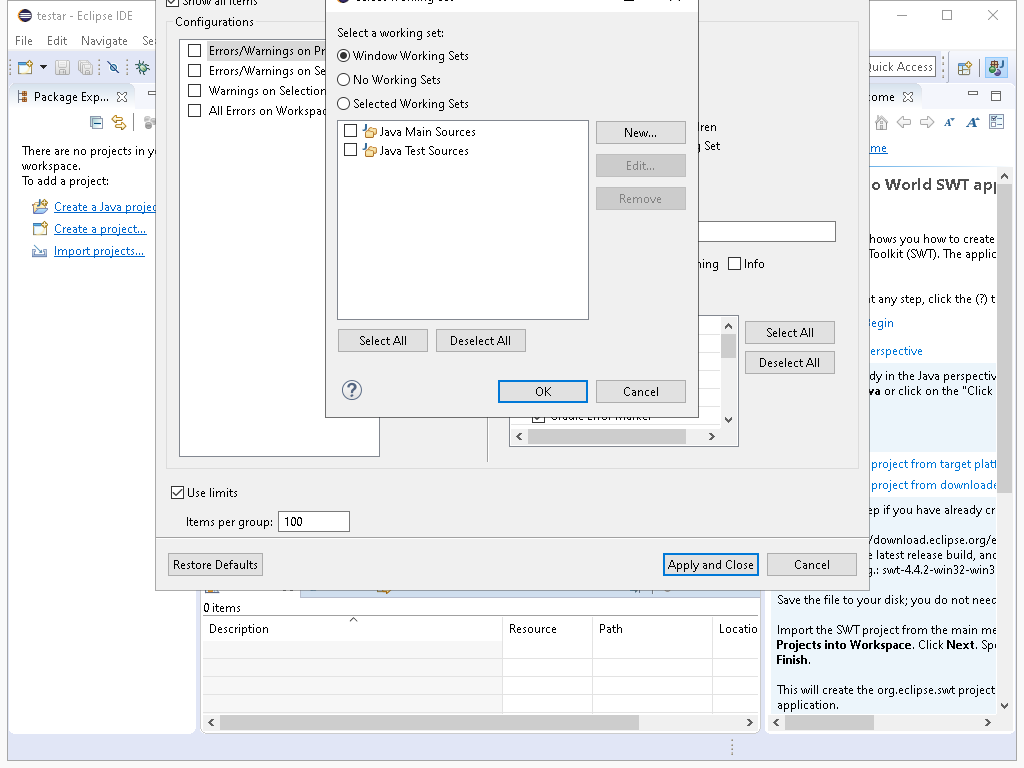 testar - Eclipse IDE
File Edit Navigate Se
Quick Access
Package Exp...
There are no projects in y
workspace.
To add a project:
Create a Java projec
Create a project...
Import projects...
Show all items
Configurations
Errors/Warnings on Pr
Errors/Warnings on Se
Warnings on Selection
All Errors on Workspac
Select a working set:
Window Working Sets
No Working Sets
Selected Working Sets
Java Main Sources
Java Test Sources
New...
Edit...
Remove
Select All
Deselect All
OK
Cancel
Info
Select All
Deselect All
Use limits
Items per group: 100
Restore Defaults
Apply and Close
Cancel
0 items
Description
Resource
Path
Locatio
ome
me
o World SWT app
hows you how to create
Toolkit (SWT). The applic
t any step, click the (?) t
Begin
erspective
dy in the Java perspectiv
va or click on the "Click
project from target platf
project from downloade
ep if you have already cr
/download.eclipse.org/e
e latest release build, and
g.: swt-4.4.2-win32-win3
Save the file to your disk; you do not need
Import the SWT project from the main me
Projects into Workspace. Click Next. Spe
Finish.
This will create the org.eclipse.swt project
application.